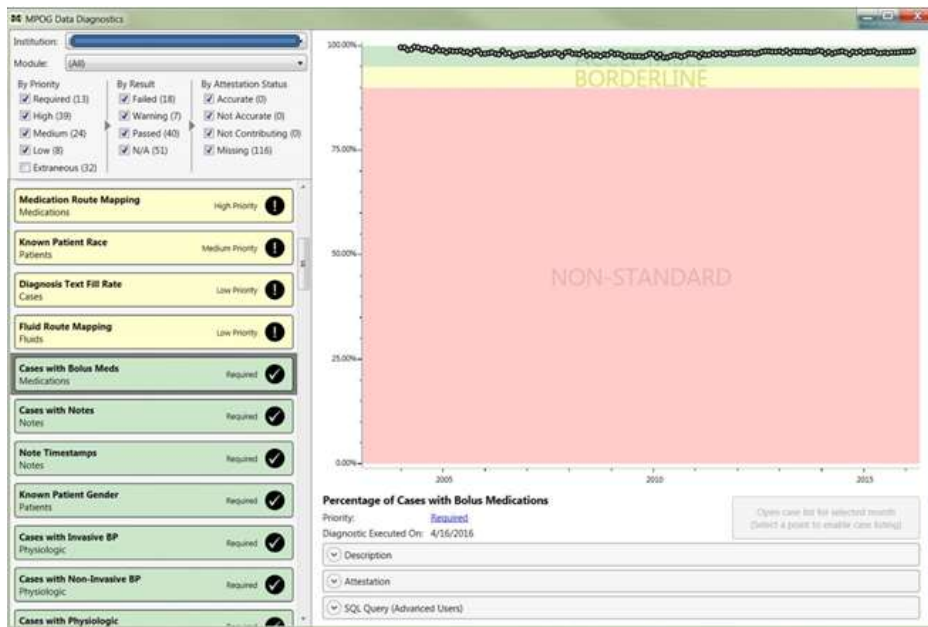 MPOG Data Diagnostics
Institution:
Module: (All)
By Priority By Result By Attestation Status
Required (13) Failed (18) Accurate (0)
High (39) Warning (7) Not Accurate (0)
Medium (24) Passed (40) Not Contributing (0)
Low (8) N/A (51) Missing (116)
Extraneous (32)
Medication Route Mapping
Medications
High Priority
Known Patient Race
Patients
Medium Priority
Diagnosis Text Fill Rate
Cases
Low Priority
Fluid Route Mapping
Fluids
Low Priority
Cases with Bolus Meds
Medications
Required
Cases with Notes
Notes
Required
Note Timestamps
Notes
Required
Known Patient Gender
Patients
Required
Cases with Invasive BP
Physiologic
Required
Cases with Non-Invasive BP
Physiologic
Required
Cases with Physiologic
100.00%
BORDERLINE
75.00%
50.00%
NON-STANDARD
25.00%
0.00%
2005 2010 2015
Percentage of Cases with Bolus Medications
Priority: Required
Diagnostic Executed On: 4/16/2016
Open case list for selected month
(Select a point to enable case listing)
Description
Attestation
SQL Query (Advanced Users)